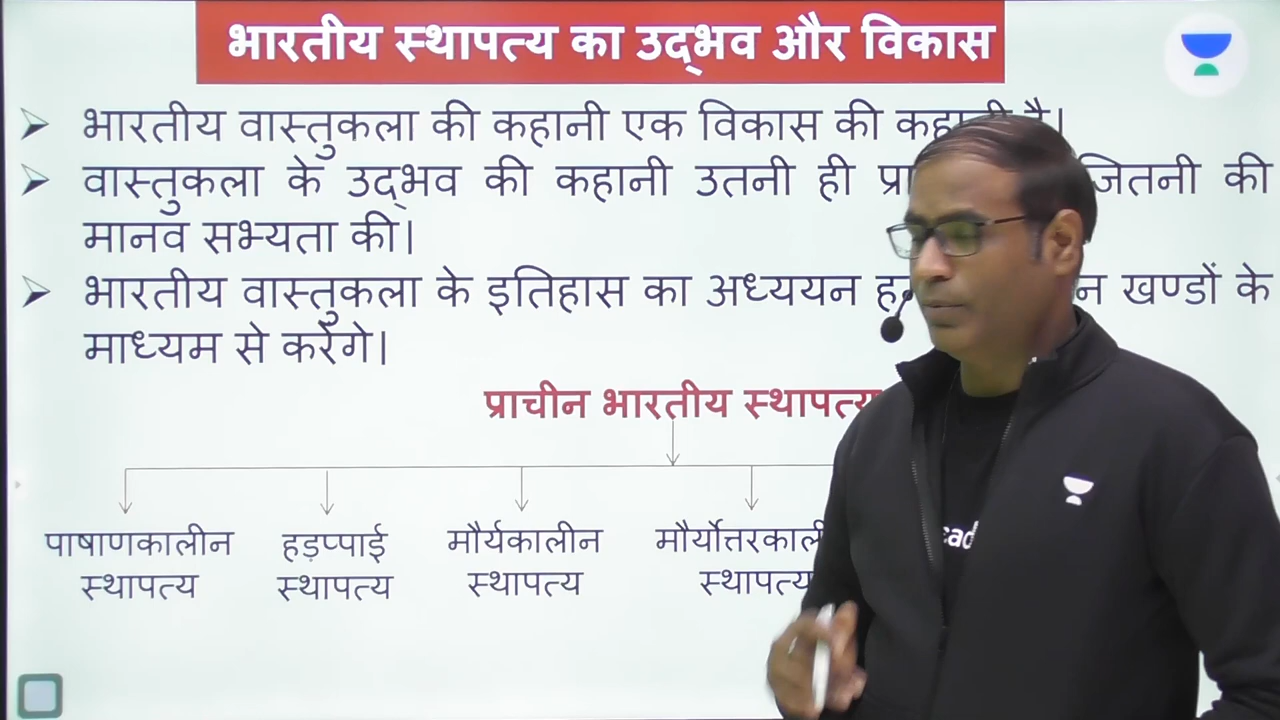 भारतीय स्थापत्य का उद्‌भव और विकास
भारतीय वास्तुकला की कहानी एक विकास की कहानी है।
वास्तुकला के उद्‌भव की कहानी उतनी ही जितनी की
मानव सभ्यता की।
भारतीय वास्तुकला के इतिहास का अध्ययन खण्डों के
माध्यम से करेंगे।
प्राचीन भारतीय स्थापत्य
पाषाणकालीन स्थापत्य
हड़प्पाई स्थापत्य
मौर्यकालीन स्थापत्य
स्थापत्य